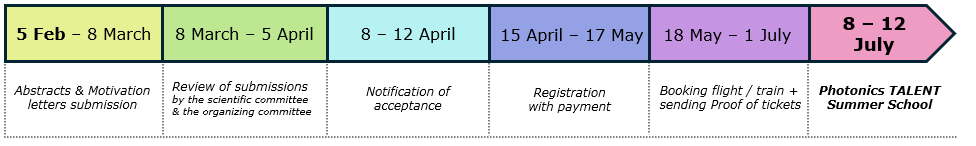 5 Feb – 8 March
8 March – 5 April
8 – 12 April
15 April – 17 May
18 May – 1 July
8 – 12
July
Abstracts & Motivation
letters submission
Review of submissions
by the scientific committee
& the organizing committee
Notification of
acceptance
Registration
with payment
Booking flight / train +
sending Proof of tickets
Photonics TALENT
Summer School